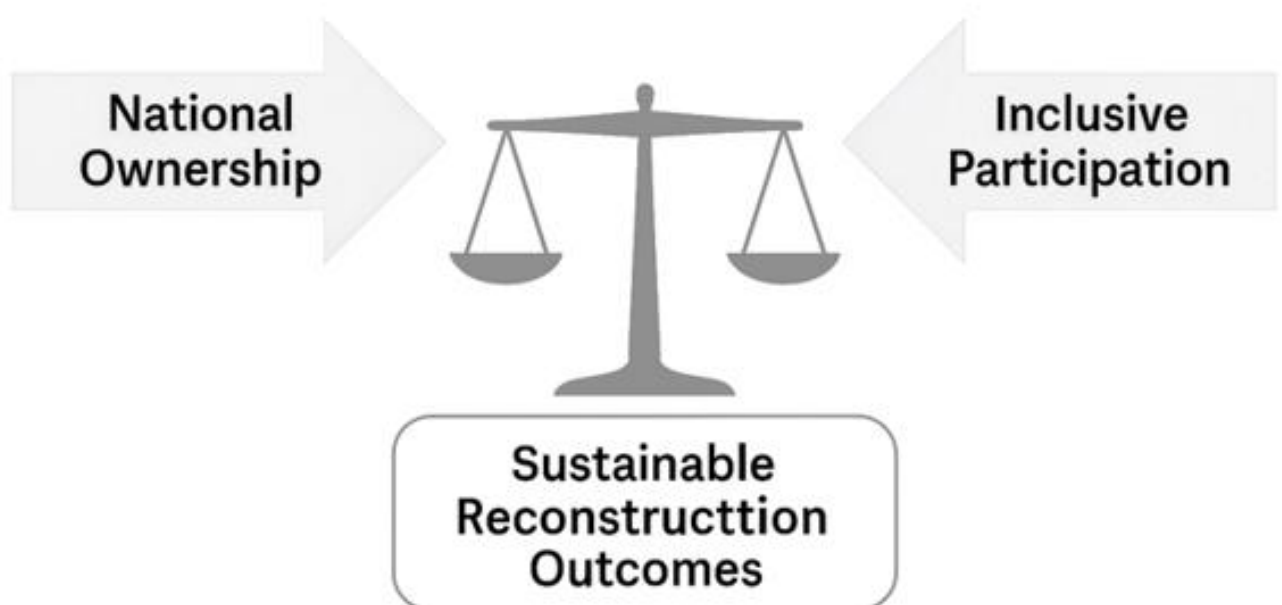 National
Ownership
Inclusive
Participation
Sustainable
Reconstructtion
Outcomes